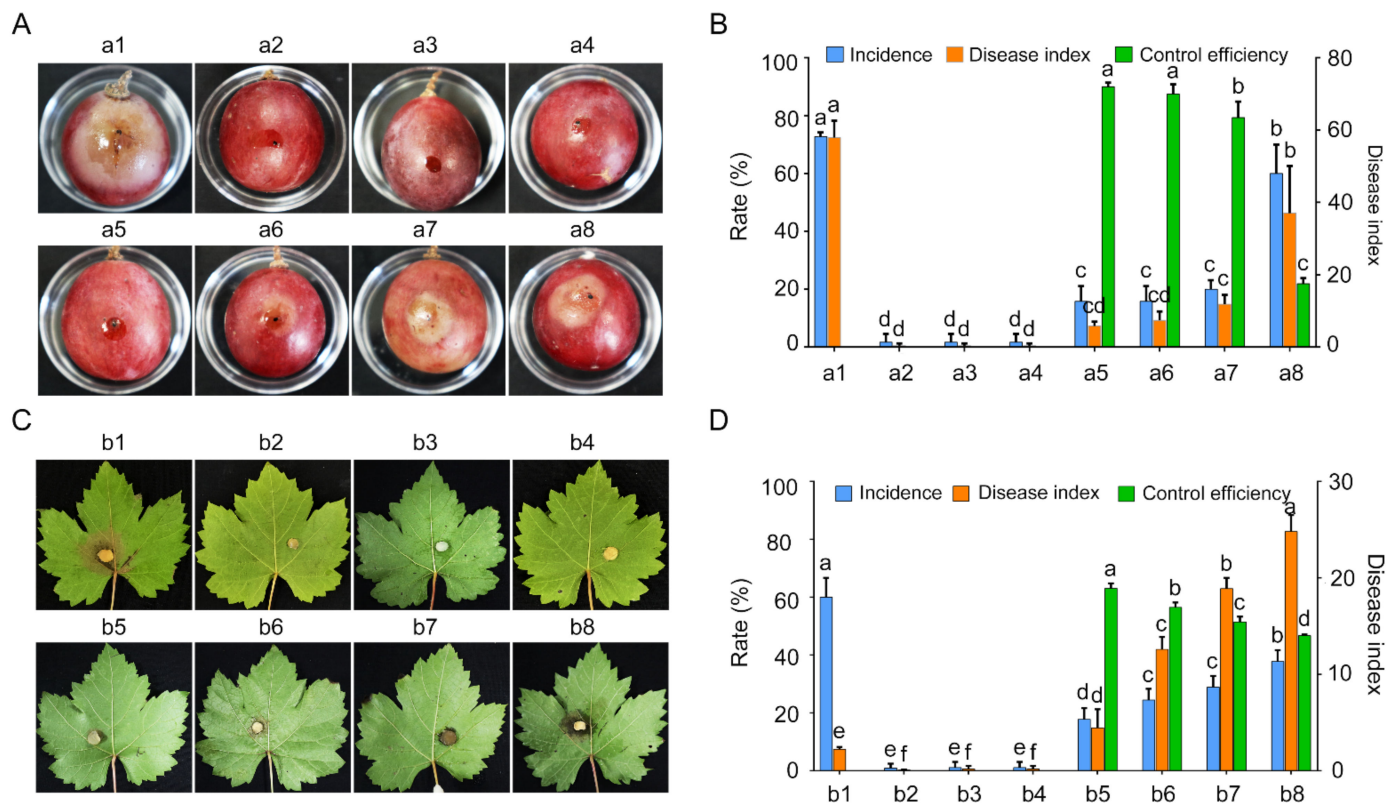 A
a1 a2 a3 a4
a5 a6 a7 a8
B
Incidence Disease index Control efficiency
Rate (%)
100
80
60
40
20
0
80
60
40
20
0
Disease index
a a
d d
d d
d d
c cd a
c cd a
c c b
b b c
a1 a2 a3 a4 a5 a6 a7 a8
C
b1 b2 b3 b4
b5 b6 b7 b8
D
Incidence Disease index Control efficiency
Rate (%)
100
80
60
40
20
0
30
20
10
0
Disease index
a e
e f
e f
e f
d d a
c c b
c b c
b a d
b1 b2 b3 b4 b5 b6 b7 b8